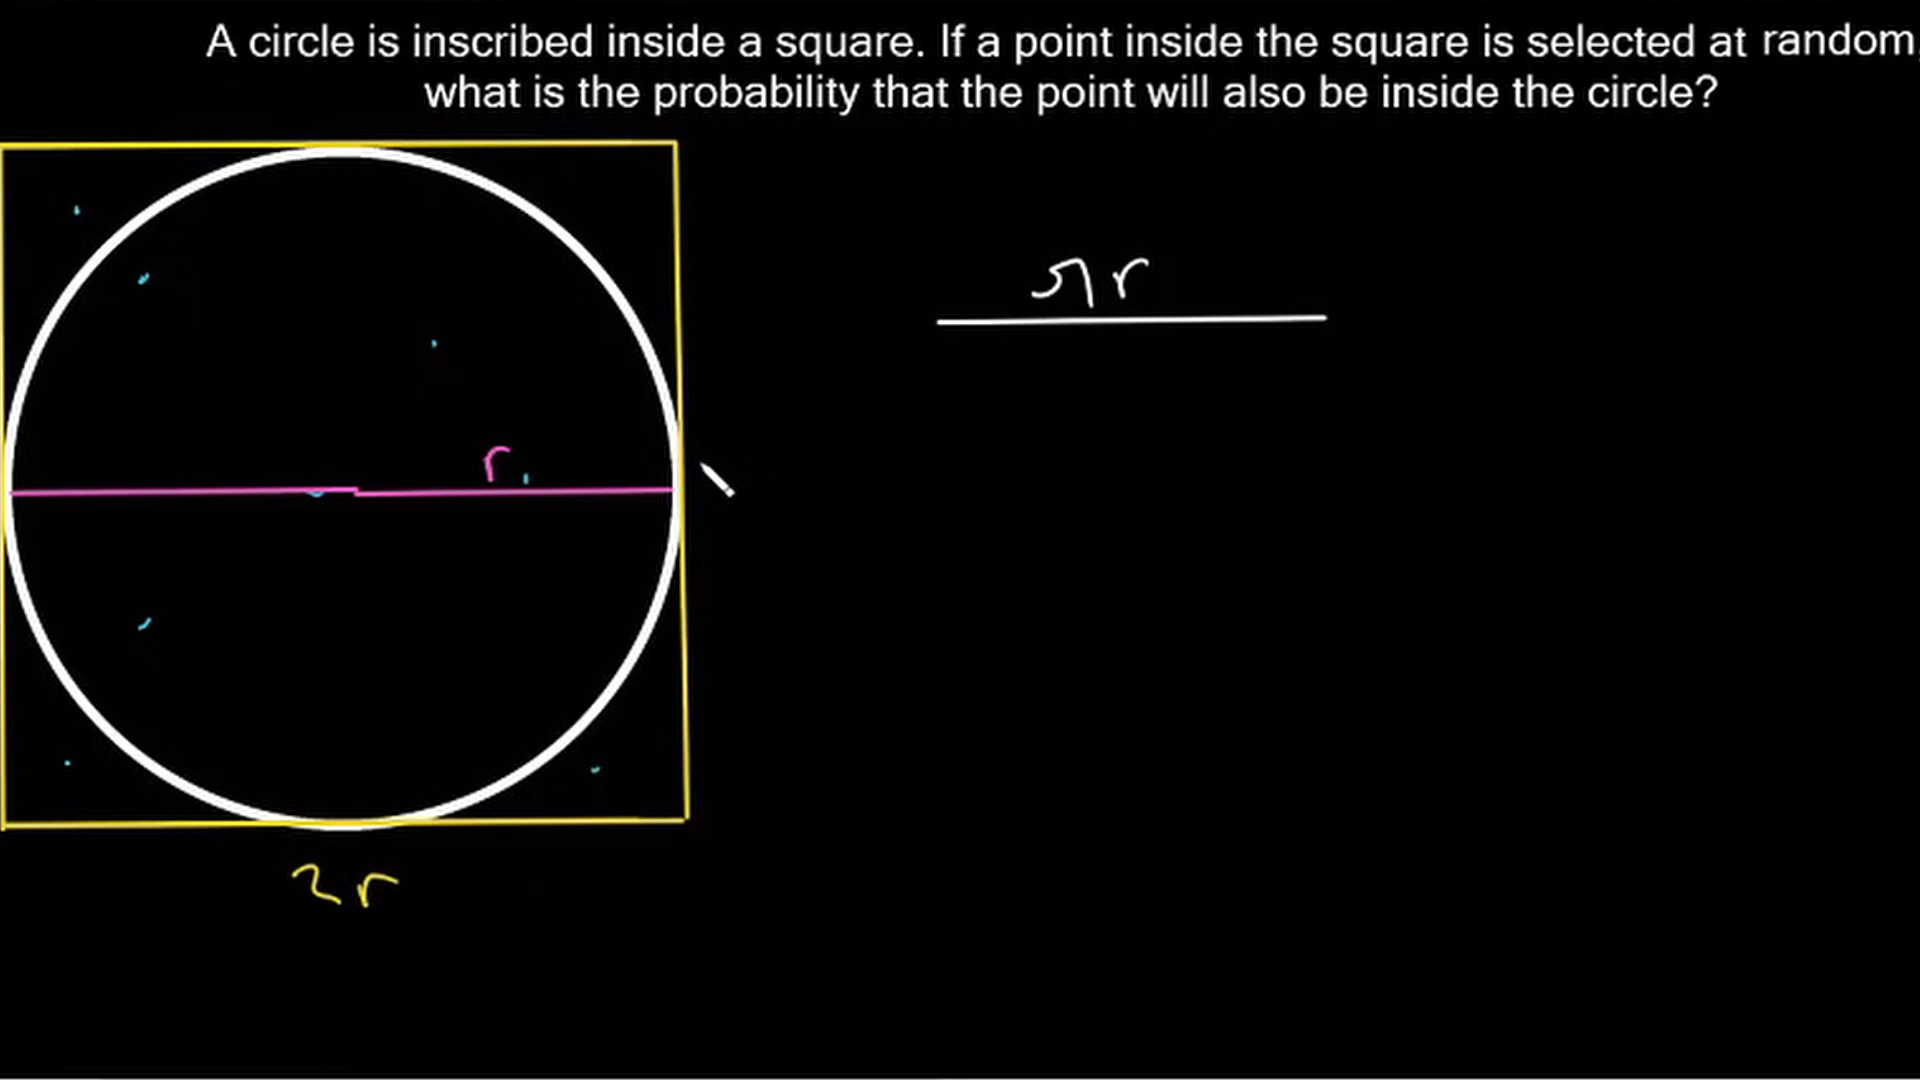 A circle is inscribed inside a square. If a point inside the square is selected at random,
what is the probability that the point will also be inside the circle?
πr
r
2r